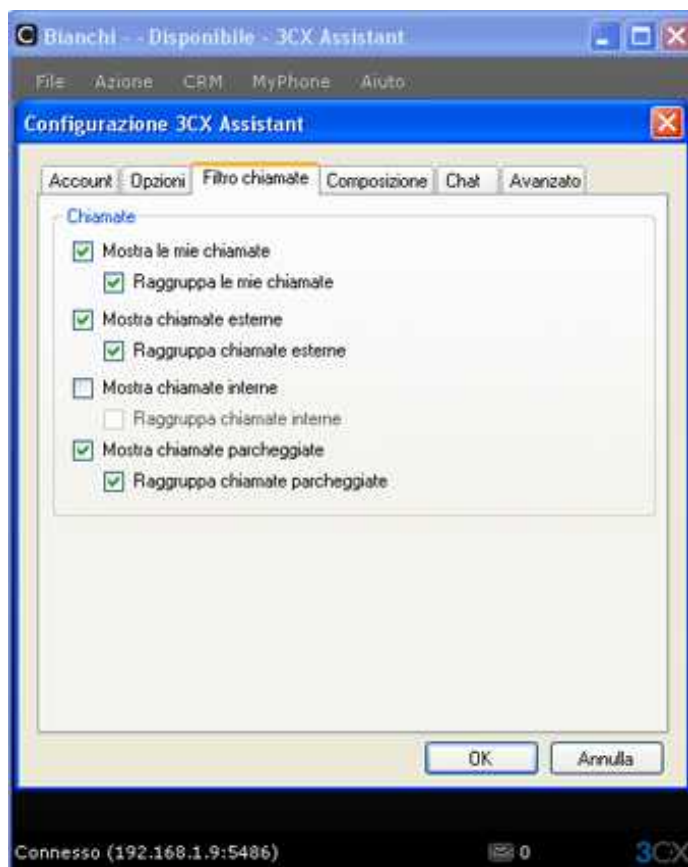 Bianchi - - Disponibile - 3CX Assistant
File Azione CRM MyPhone Aiuto
Configurazione 3CX Assistant
Account Opzioni Filtro chiamate Composizione Chat Avanzato
Chiamate
Mostra le mie chiamate
Raggruppa le mie chiamate
Mostra chiamate esterne
Raggruppa chiamate esterne
Mostra chiamate interne
Raggruppa chiamate interne
Mostra chiamate parcheggiate
Raggruppa chiamate parcheggiate
OK Annulla
Connesso (192.168.1.9:5486) 0 3CX